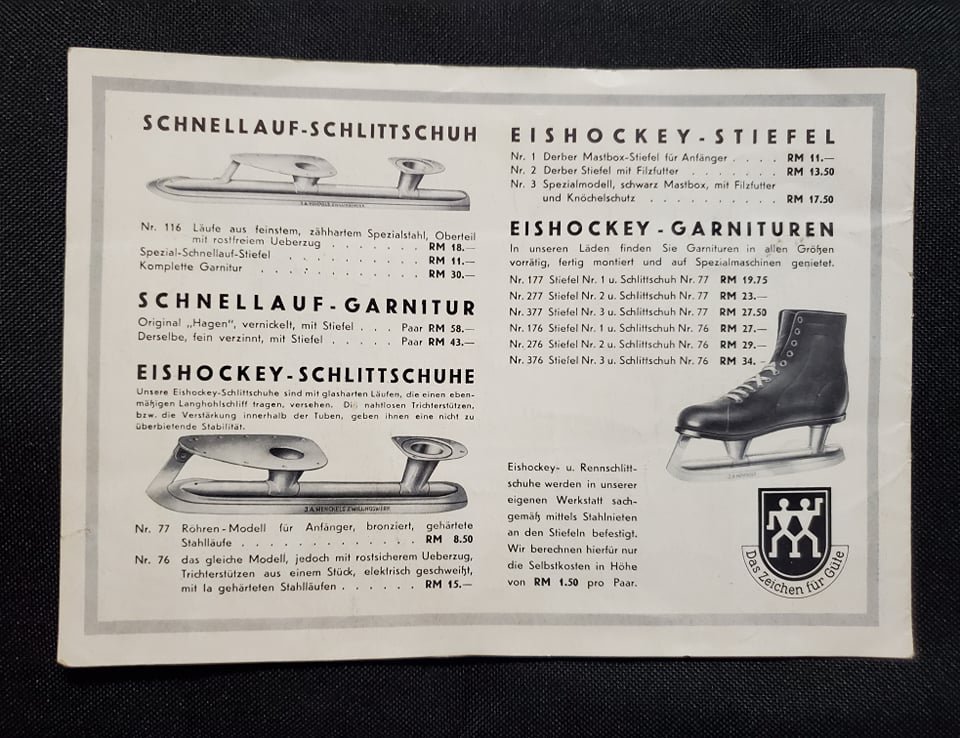 SCHNELLAUF-SCHLITTSCHUH
Nr. 116 Läufe aus feinstem, zähhartem Spezialstahl, Oberteil
mit rostfreiem Ueberzug . . . . . . . RM 18.—
Spezial-Schnellauf-Stiefel . . . . . . . . . . RM 11.—
Komplette Garnitur . . . . . . . . . . . . RM 30.—
SCHNELLAUF-GARNITUR
Original „Hagen", vernickelt, mit Stiefel . . . Paar RM 58.—
Derselbe, fein verzinnt, mit Stiefel . . . . . Paar RM 43.—
EISHOCKEY-SCHLITTSCHUHE
Unsere Eishockey-Schlittschuhe sind mit glasharten Läufen, die einen eben-
mäßigen Langhohlschliff tragen, versehen. Die nahtlosen Trichterstützen,
bzw. die Verstärkung innerhalb der Tuben, geben ihnen eine nicht zu
überbietende Stabilität.
J.A. HENCKELS ZWILLINGSWERK
Nr. 77 Röhren-Modell für Anfänger, bronziert, gehärtete
Stahlläufe . . . . . . . . . . . . . RM 8.50
Nr. 76 das gleiche Modell, jedoch mit rostsicherem Ueberzug,
Trichterstützen aus einem Stück, elektrisch geschweißt,
mit Ia gehärteten Stahlläufen . . . . . . RM 15.—
EISHOCKEY-STIEFEL
Nr. 1 Derber Mastbox-Stiefel für Anfänger . . . . RM 11.—
Nr. 2 Derber Stiefel mit Filzfutter . . . . . . . RM 13.50
Nr. 3 Spezialmodell, schwarz Mastbox, mit Filzfutter
und Knöchelschutz . . . . . . . . . . RM 17.50
EISHOCKEY-GARNITUREN
In unseren Läden finden Sie Garnituren in allen Größen
vorrätig, fertig montiert und auf Spezialmaschinen genietet.
Nr. 177 Stiefel Nr. 1 u. Schlittschuh Nr. 77 RM 19.75
Nr. 277 Stiefel Nr. 2 u. Schlittschuh Nr. 77 RM 23.—
Nr. 377 Stiefel Nr. 3 u. Schlittschuh Nr. 77 RM 27.50
Nr. 176 Stiefel Nr. 1 u. Schlittschuh Nr. 76 RM 27.—
Nr. 276 Stiefel Nr. 2 u. Schlittschuh Nr. 76 RM 29.—
Nr. 376 Stiefel Nr. 3 u. Schlittschuh Nr. 76 RM 34.—
Eishockey- u. Rennschlitt-
schuhe werden in unserer
eigenen Werkstatt sach-
gemäß mittels Stahlnieten
an den Stiefeln befestigt.
Wir berechnen hierfür nur
die Selbstkosten in Höhe
von RM 1.50 pro Paar.
Das Zeichen für Güte